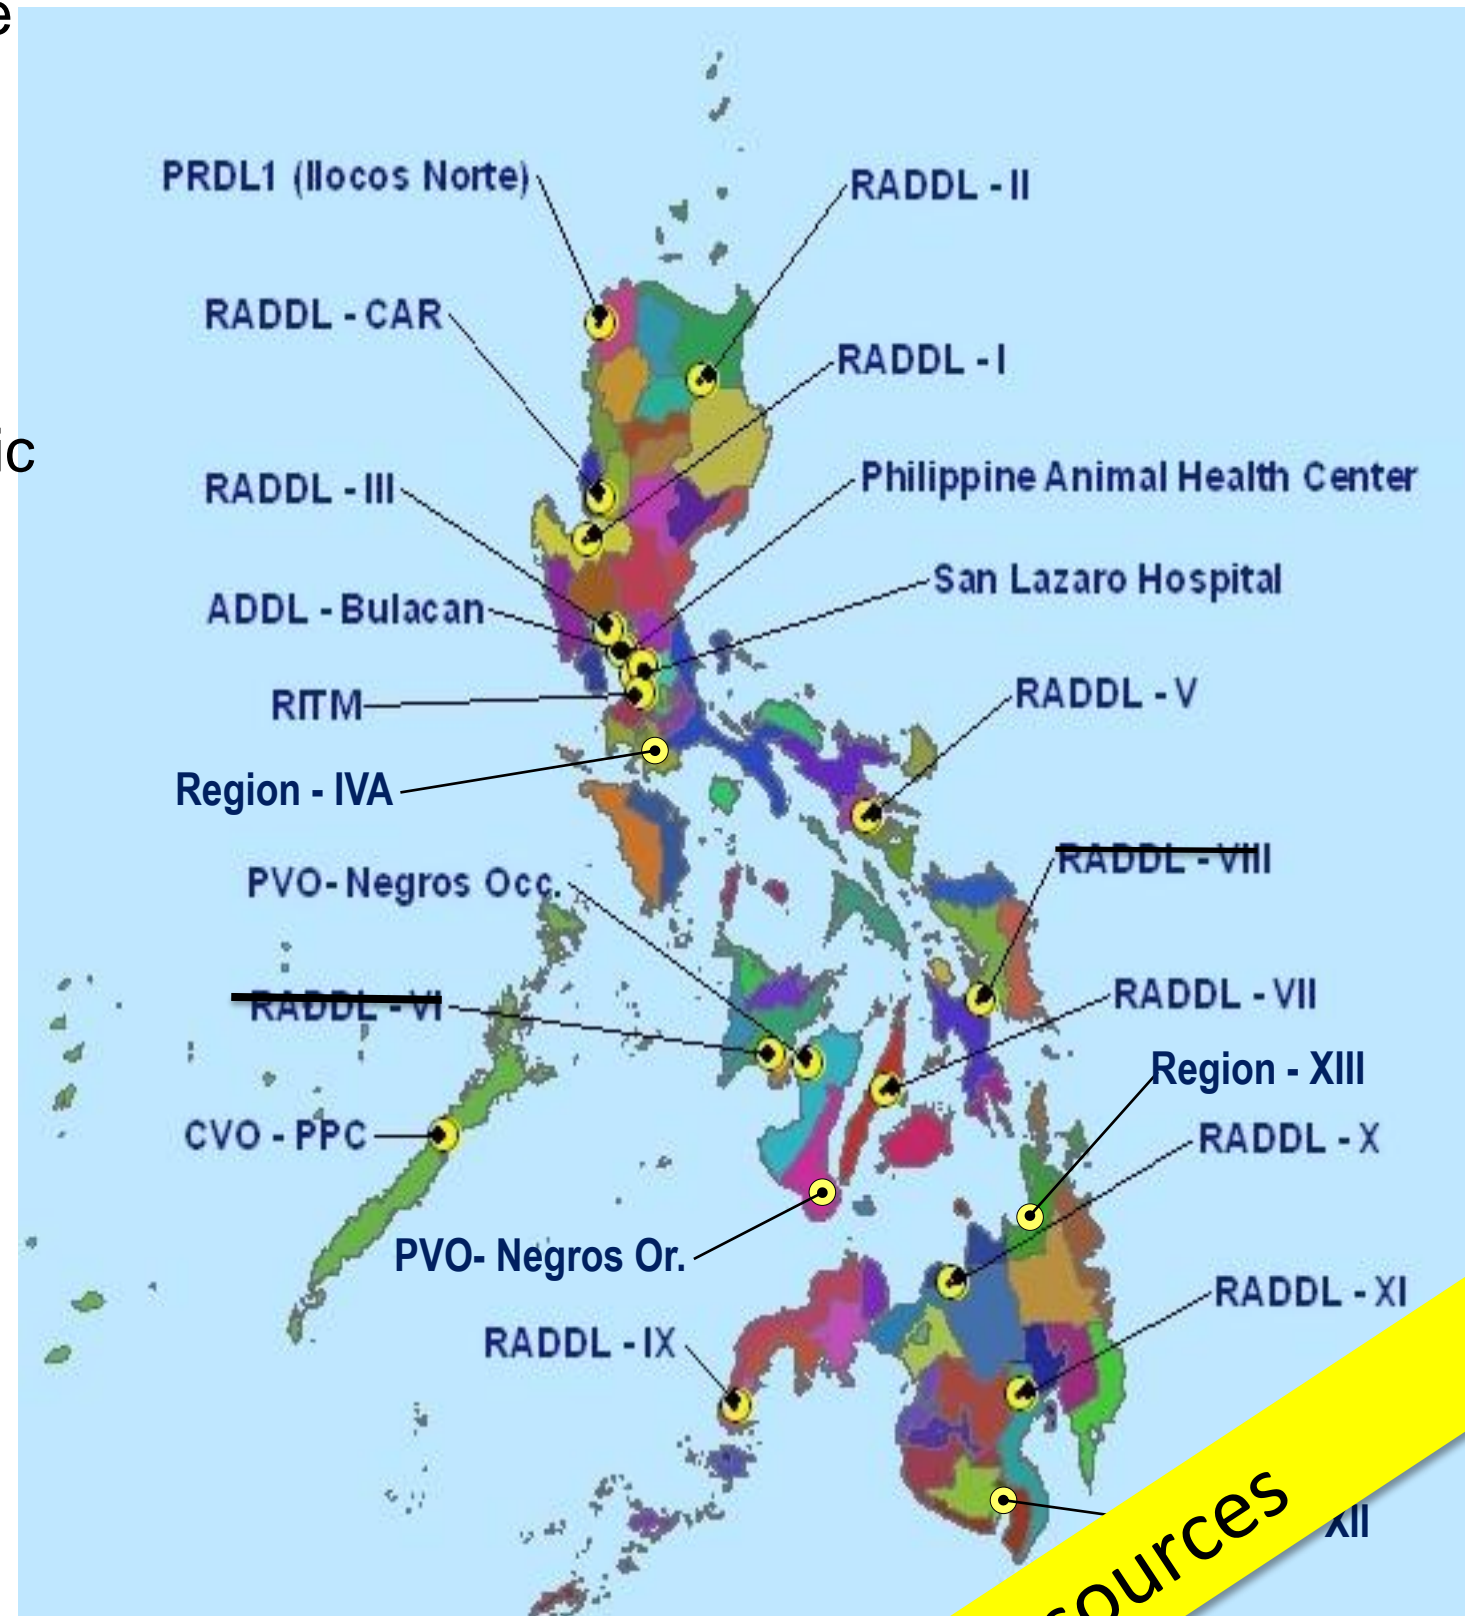 e
PRDL1 (Ilocos Norte)
RADDL - II
RADDL - CAR
RADDL - I
ic
Philippine Animal Health Center
RADDL - III
San Lazaro Hospital
ADDL - Bulacan
RADDL - V
RITM
Region - IVA
RADDL - VIII
PVO- Negros Occ.
RADDL - VI
RADDL - VII
Region - XIII
CVO - PPC
RADDL - X
PVO- Negros Or.
RADDL - XI
RADDL - IX
XII
ources